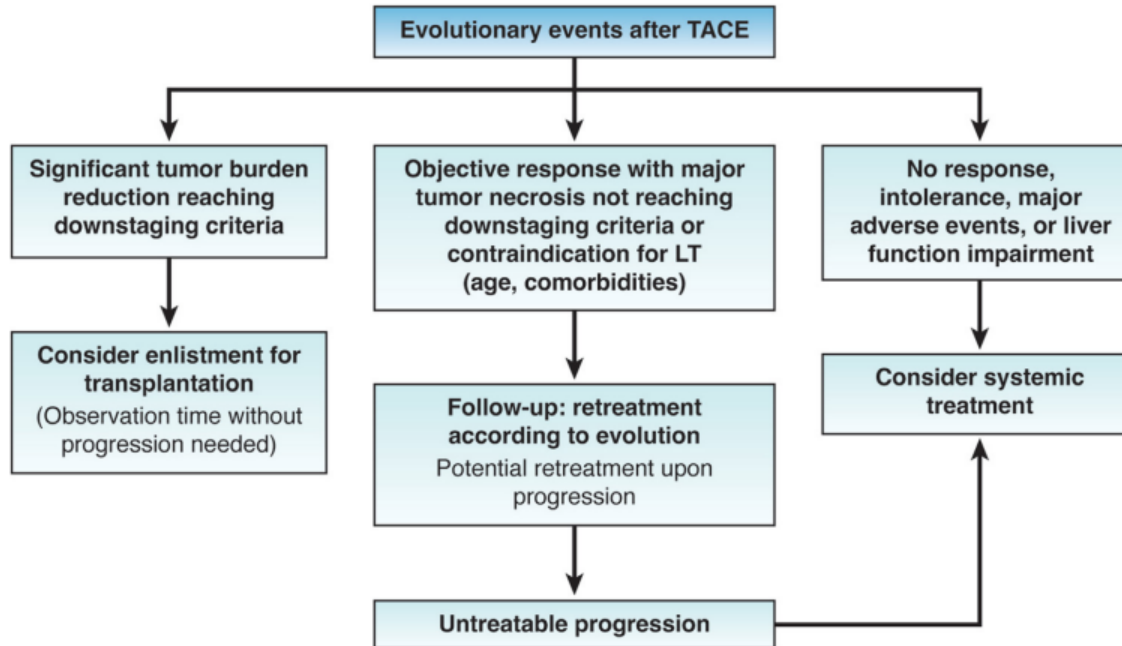 Evolutionary events after TACE
Significant tumor burden
reduction reaching
downstaging criteria
Consider enlistment for
transplantation
(Observation time without
progression needed)
Objective response with major
tumor necrosis not reaching
downstaging criteria or
contraindication for LT
(age, comorbidities)
Follow-up: retreatment
according to evolution
Potential retreatment upon
progression
Untreatable progression
No response,
intolerance, major
adverse events, or liver
function impairment
Consider systemic
treatment